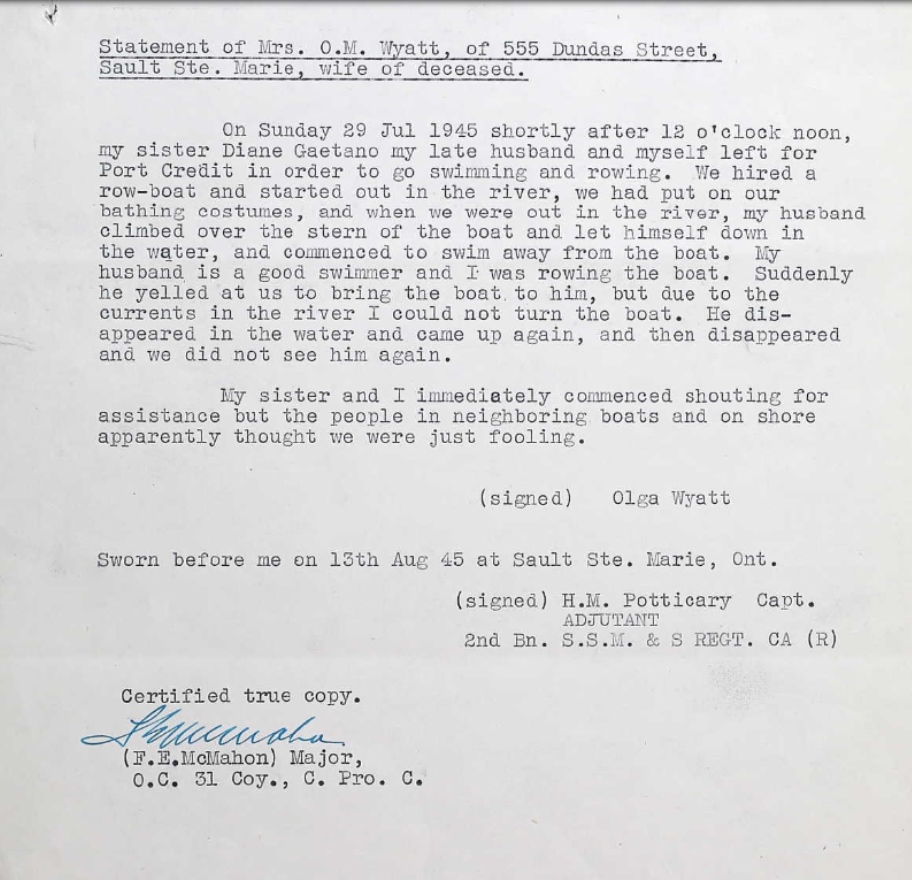 Statement of Mrs. O.M. Wyatt, of 555 Dundas Street,
Sault Ste. Marie, wife of deceased.
On Sunday 29 Jul 1945 shortly after 12 o'clock noon,
my sister Diane Gaetano my late husband and myself left for
Port Credit in order to go swimming and rowing. We hired a
row-boat and started out in the river, we had put on our
bathing costumes, and when we were out in the river, my husband
climbed over the stern of the boat and let himself down in
the water, and commenced to swim away from the boat. My
husband is a good swimmer and I was rowing the boat. Suddenly
he yelled at us to bring the boat to him, but due to the
currents in the river I could not turn the boat. He dis-
appeared in the water and came up again, and then disappeared
and we did not see him again.
My sister and I immediately commenced shouting for
assistance but the people in neighboring boats and on shore
apparently thought we were just fooling.
(signed) Olga Wyatt
Sworn before me on 13th Aug 45 at Sault Ste. Marie, Ont.
(signed) H.M. Potticary Capt.
ADJUTANT
2nd Bn. S.S.M. & S REGT. CA (R)
Certified true copy.
(F.E.McMahon) Major,
O.C. 31 Coy., C. Pro. C.